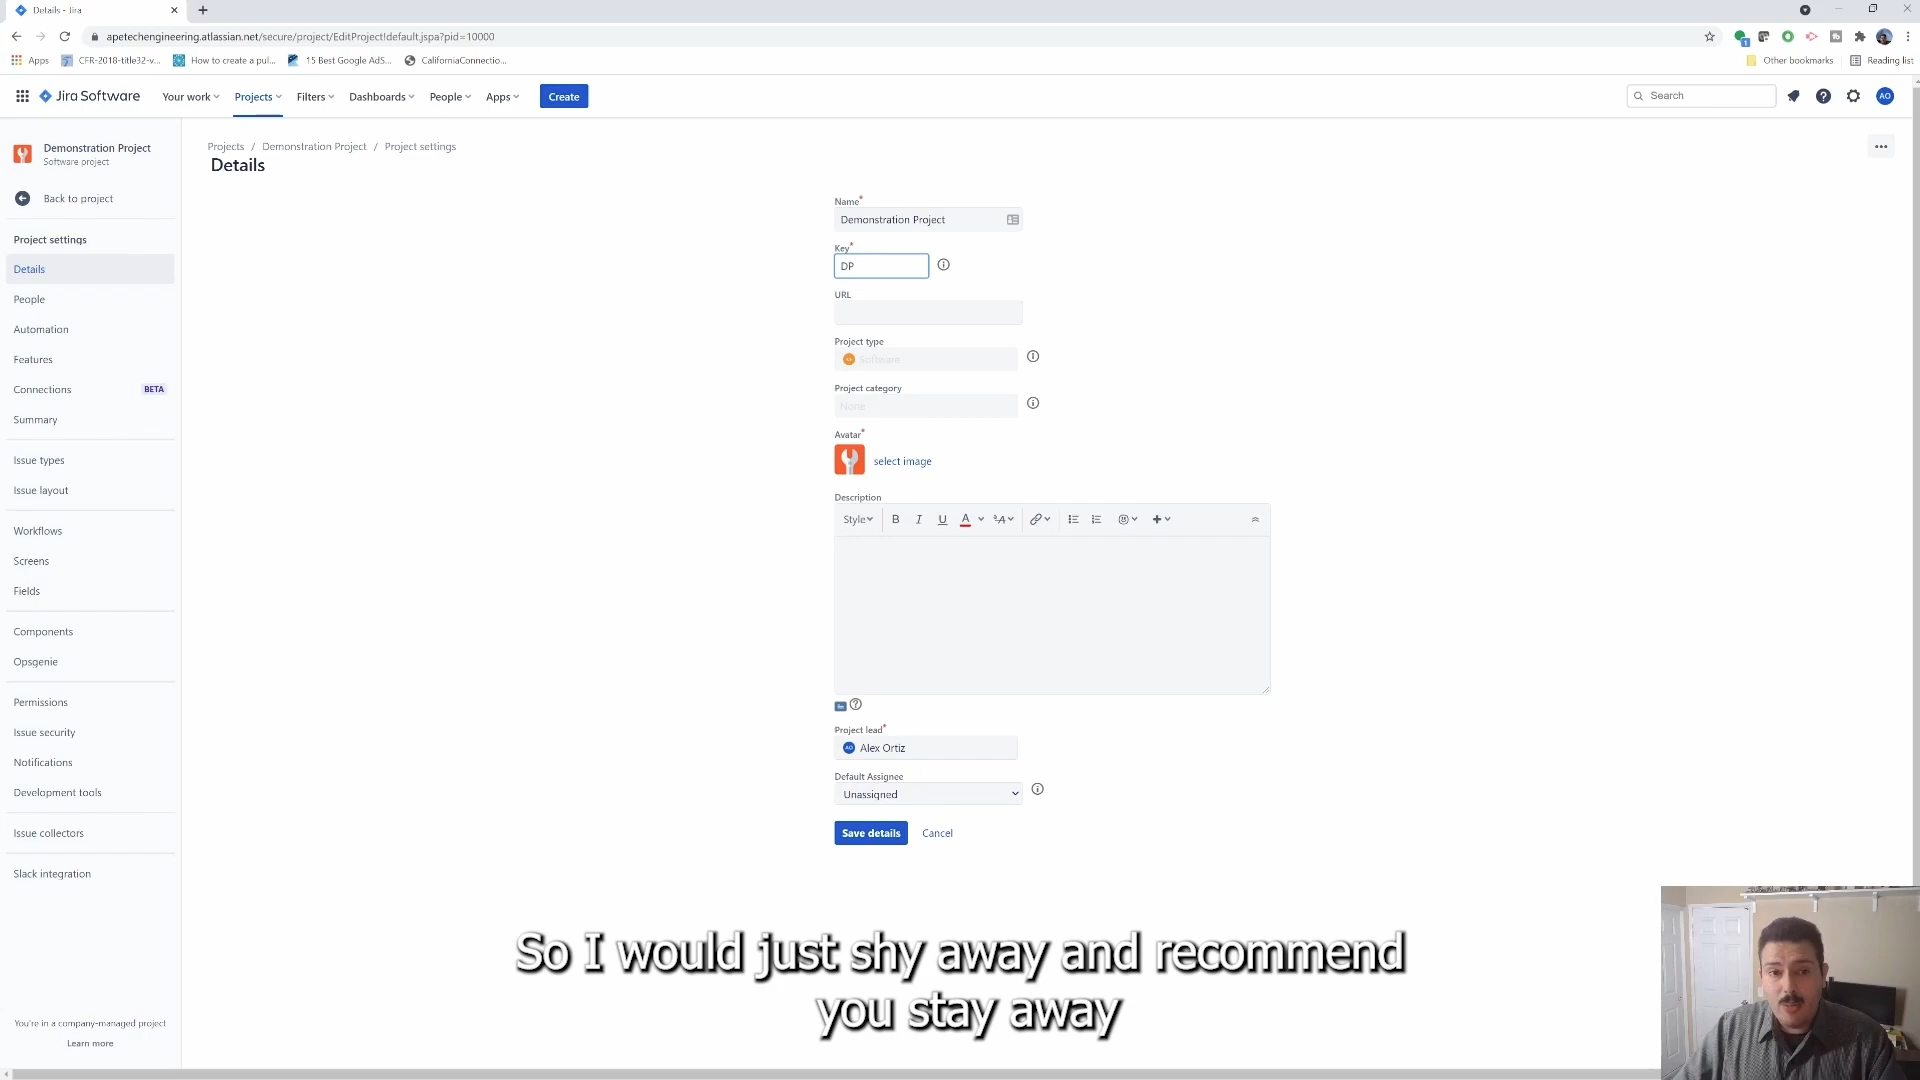 Details - Jira
apetechengineering.atlassian.net/secure/project/EditProject!default.jspa?pid=10000
Apps
CFR-2018-title32-v...
How to create a pul...
15 Best Google AdS...
CaliforniaConnectio...
Other bookmarks
Reading list
Jira Software
Your work
Projects
Filters
Dashboards
People
Apps
Create
Search
AO
Demonstration Project
Software project
Back to project
Project settings
Details
People
Automation
Features
Connections BETA
Summary
Issue types
Issue layout
Workflows
Screens
Fields
Components
Opsgenie
Permissions
Issue security
Notifications
Development tools
Issue collectors
Slack integration
You're in a company-managed project
Learn more
Projects / Demonstration Project / Project settings
Details
Name*
Demonstration Project
Key*
DP
URL
Project type
Software
Project category
None
Avatar*
select image
Description
Style B I U A A
Project lead*
AO Alex Ortiz
Default Assignee
Unassigned
Save details Cancel
So I would just shy away and recommend
you stay away